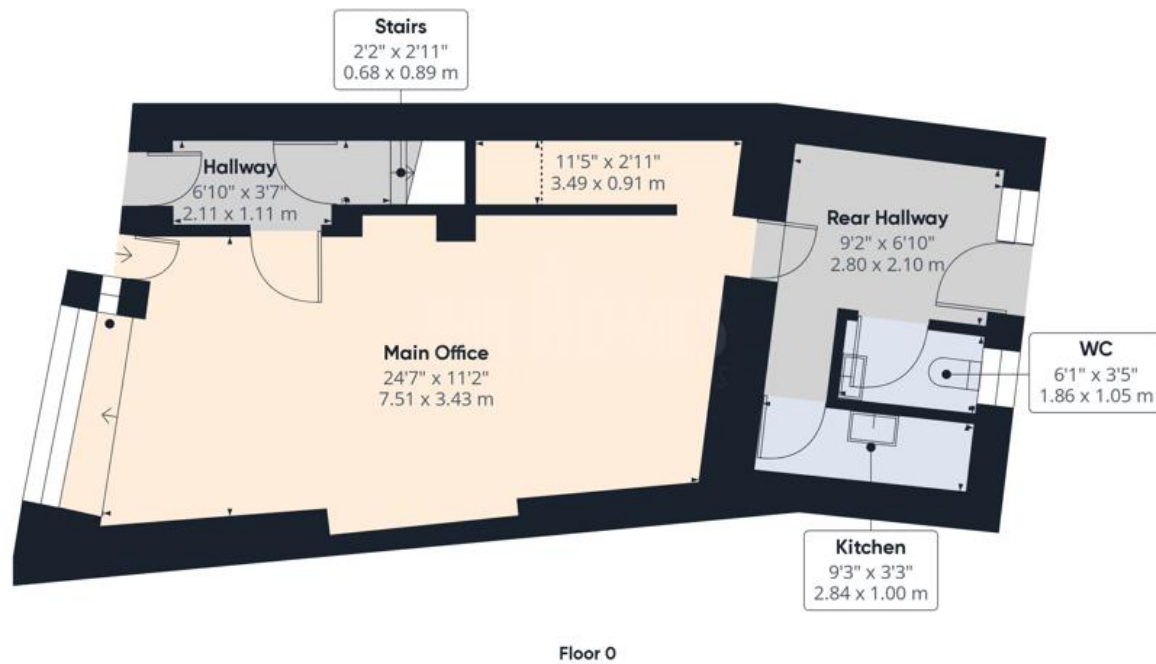 Stairs
2'2" x 2'11"
0.68 x 0.89 m
Hallway
6'10" x 3'7"
2.11 x 1.11 m
11'5" x 2'11"
3.49 x 0.91 m
Rear Hallway
9'2" x 6'10"
2.80 x 2.10 m
Main Office
24'7" x 11'2"
7.51 x 3.43 m
WC
6'1" x 3'5"
1.86 x 1.05 m
Kitchen
9'3" x 3'3"
2.84 x 1.00 m
Floor 0